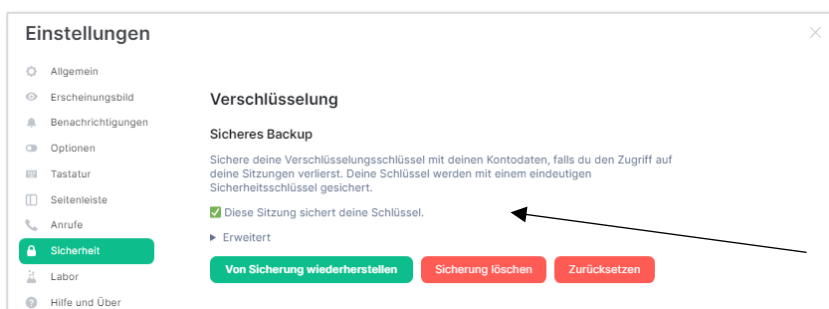 Einstellungen
Allgemein
Erscheinungsbild
Benachrichtigungen
Optionen
Tastatur
Seitenleiste
Anrufe
Sicherheit
Labor
Hilfe und Über
Verschlüsselung
Sicheres Backup
Sichere deine Verschlüsselungsschlüssel mit deinen Kontodaten, falls du den Zugriff auf
deine Sitzungen verlierst. Deine Schlüssel werden mit einem eindeutigen
Sicherheitsschlüssel gesichert.
Diese Sitzung sichert deine Schlüssel.
Erweitert
Von Sicherung wiederherstellen Sicherung löschen Zurücksetzen